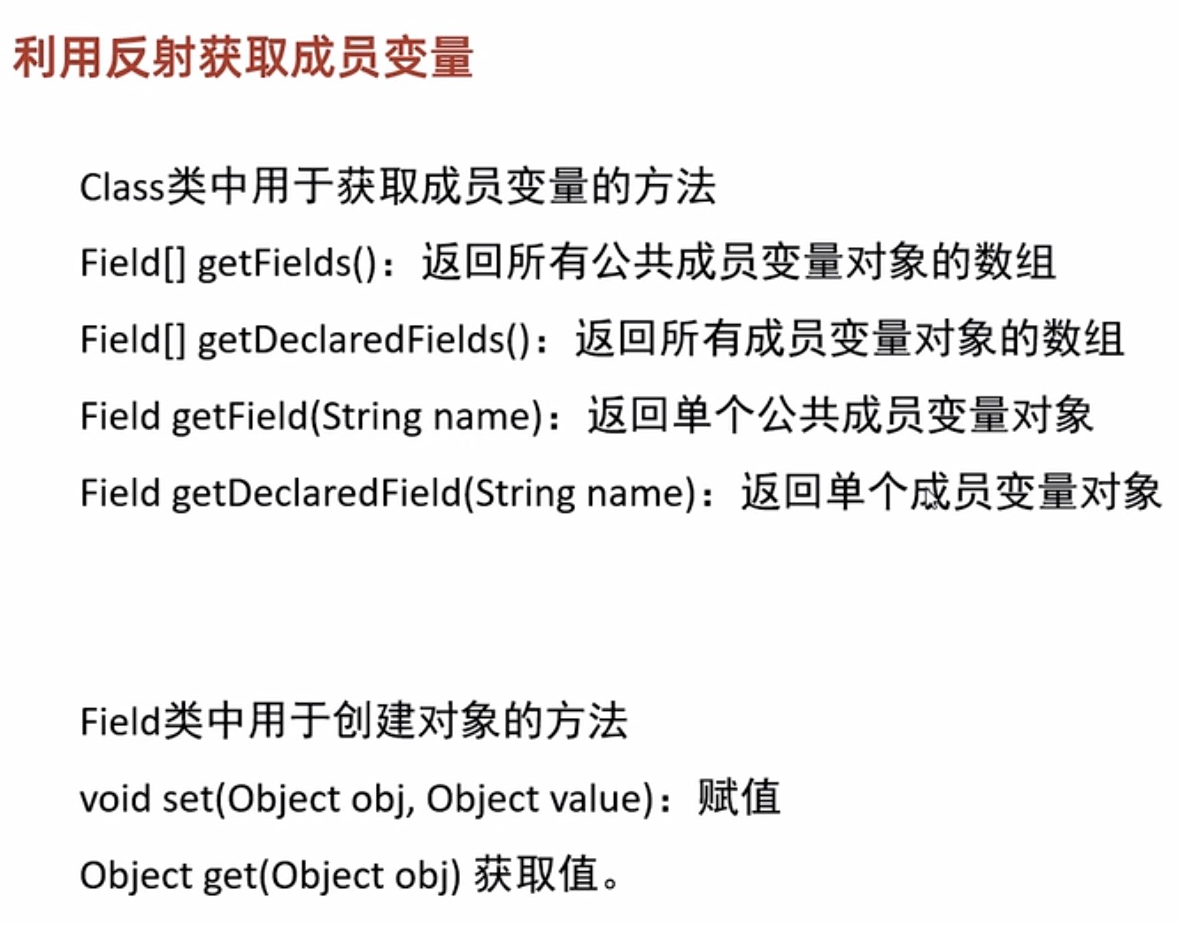 利用反射获取成员变量
Class类中用于获取成员变量的方法
Field[] getFields()：返回所有公共成员变量对象的数组
Field[] getDeclaredFields()：返回所有成员变量对象的数组
Field getField(String name)：返回单个公共成员变量对象
Field getDeclaredField(String name)：返回单个成员变量对象
Field类中用于创建对象的方法
void set(Object obj, Object value)：赋值
Object get(Object obj) 获取值。